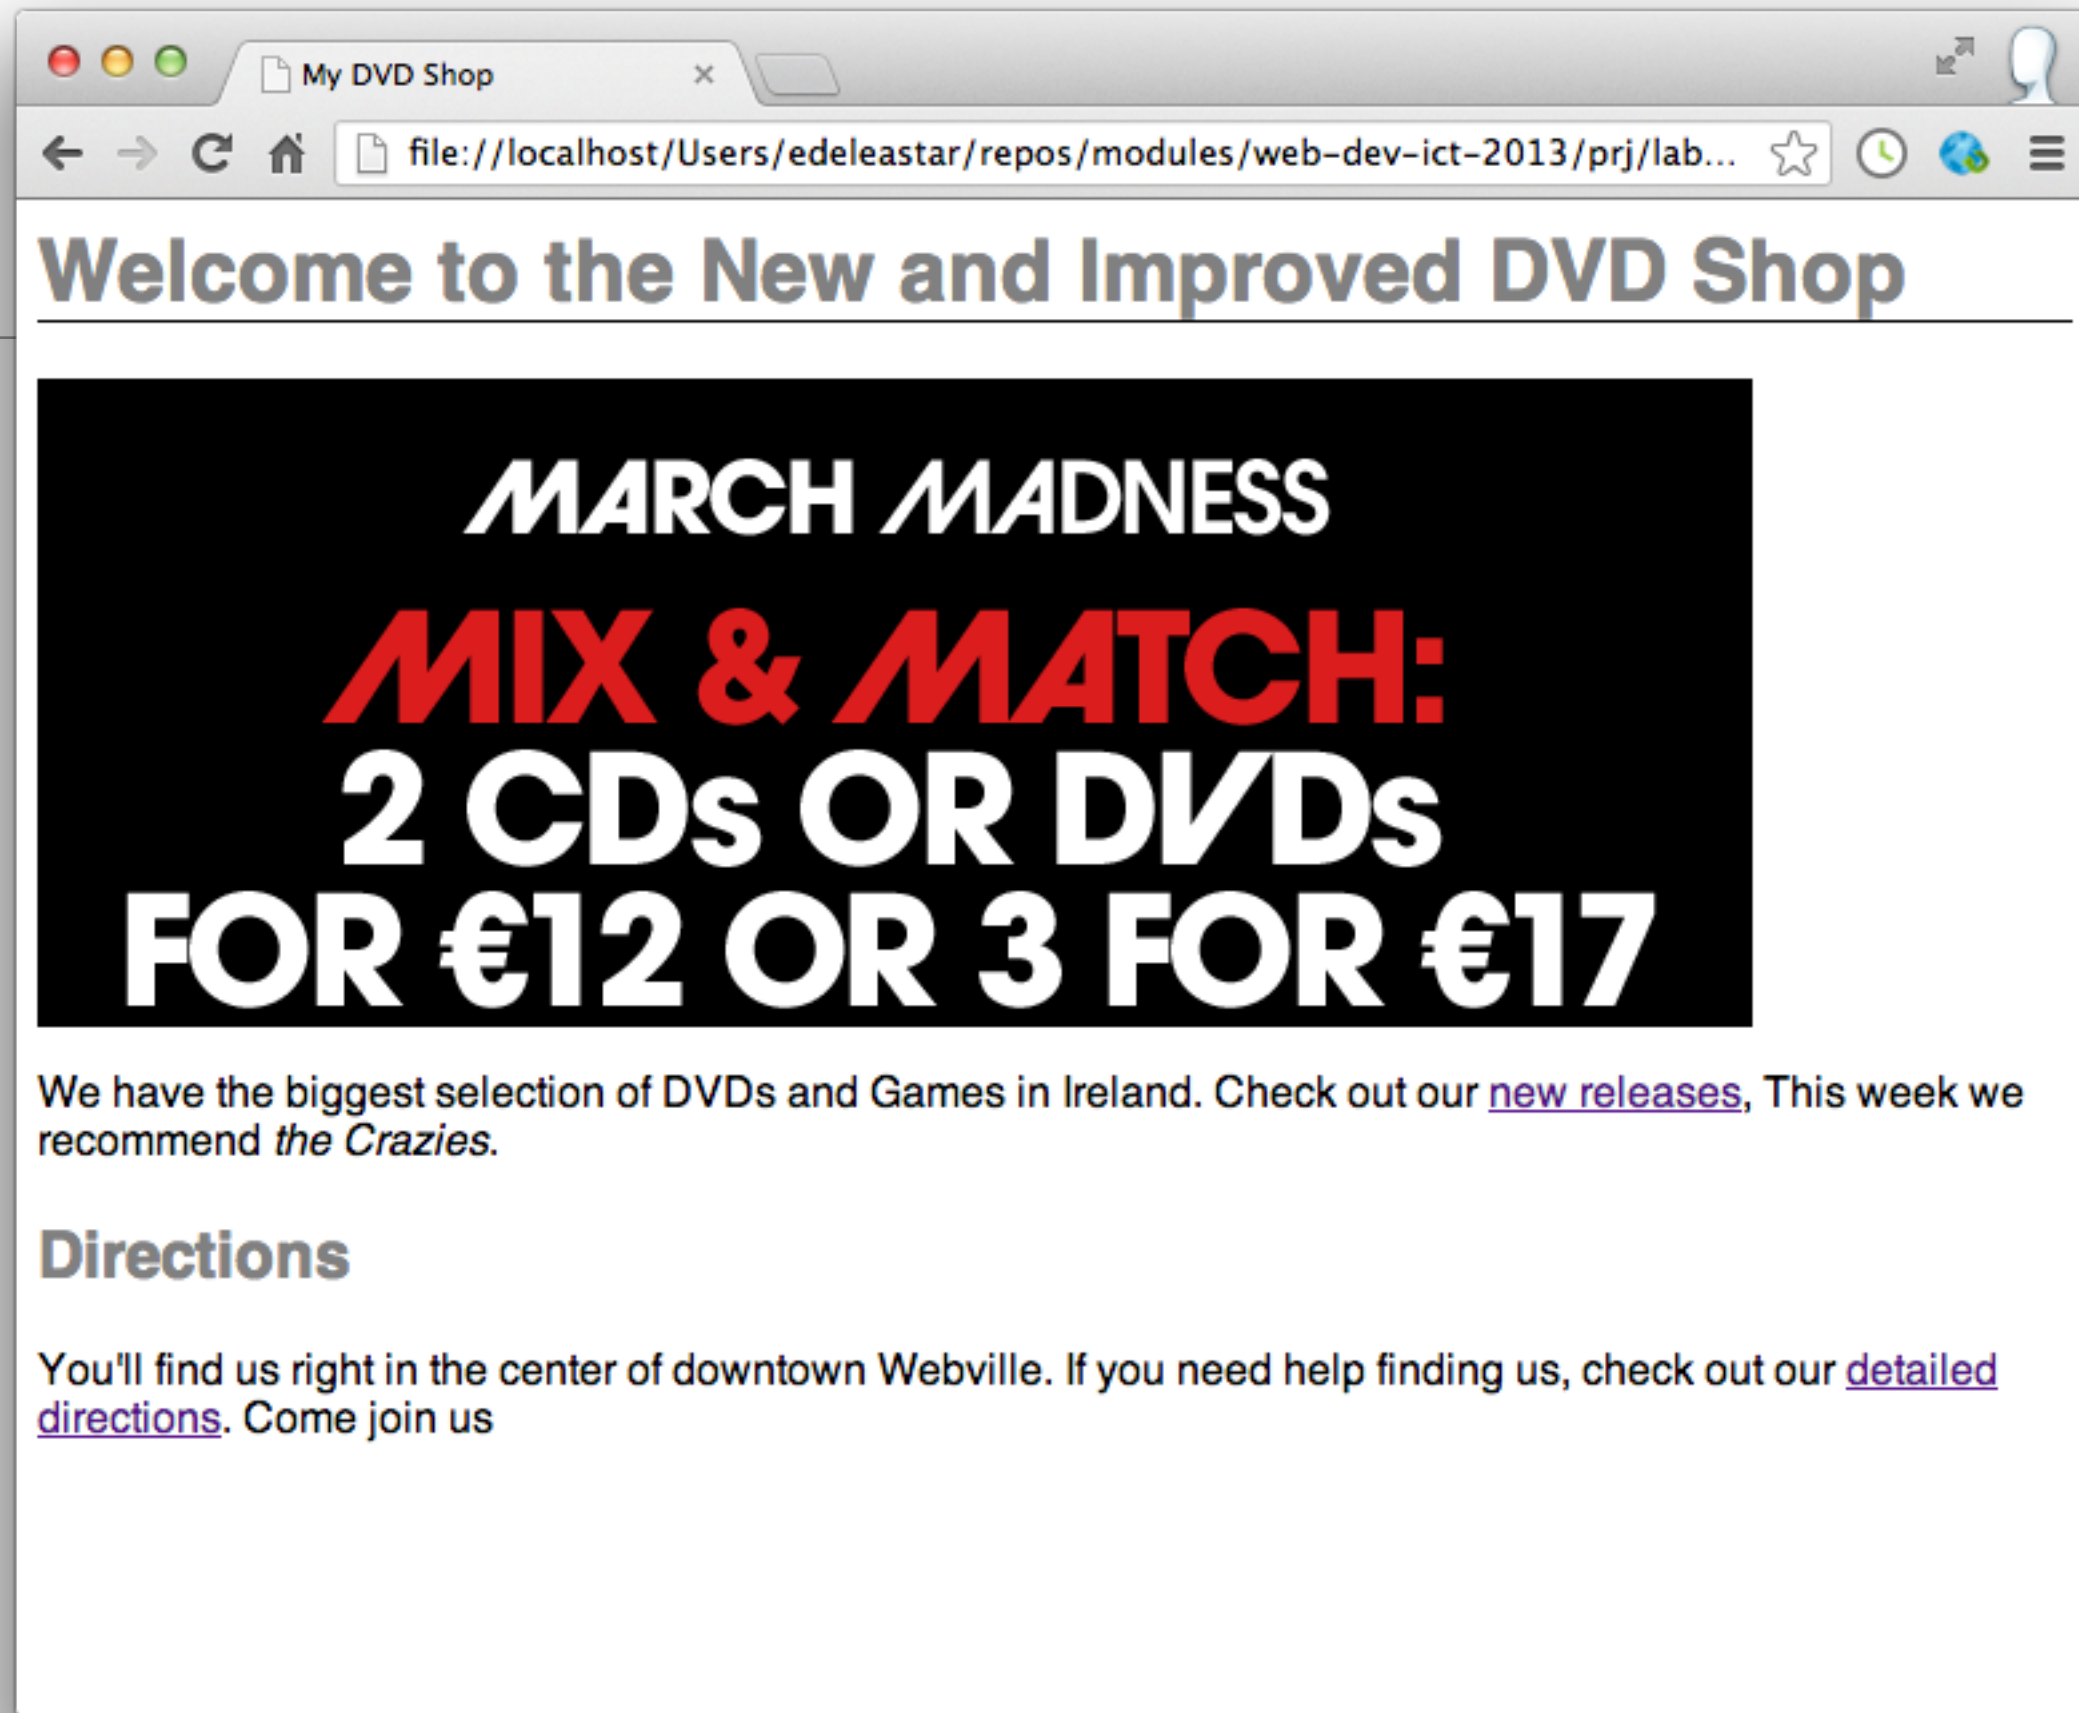 My DVD Shop
file://localhost/Users/edeleastar/repos/modules/web-dev-ict-2013/prj/lab...
Welcome to the New and Improved DVD Shop
MARCH MADNESS
MIX & MATCH:
2 CDs OR DVDs
FOR €12 OR 3 FOR €17
We have the biggest selection of DVDs and Games in Ireland. Check out our new releases, This week we
recommend the Crazies.
Directions
You'll find us right in the center of downtown Webville. If you need help finding us, check out our detailed
directions. Come join us